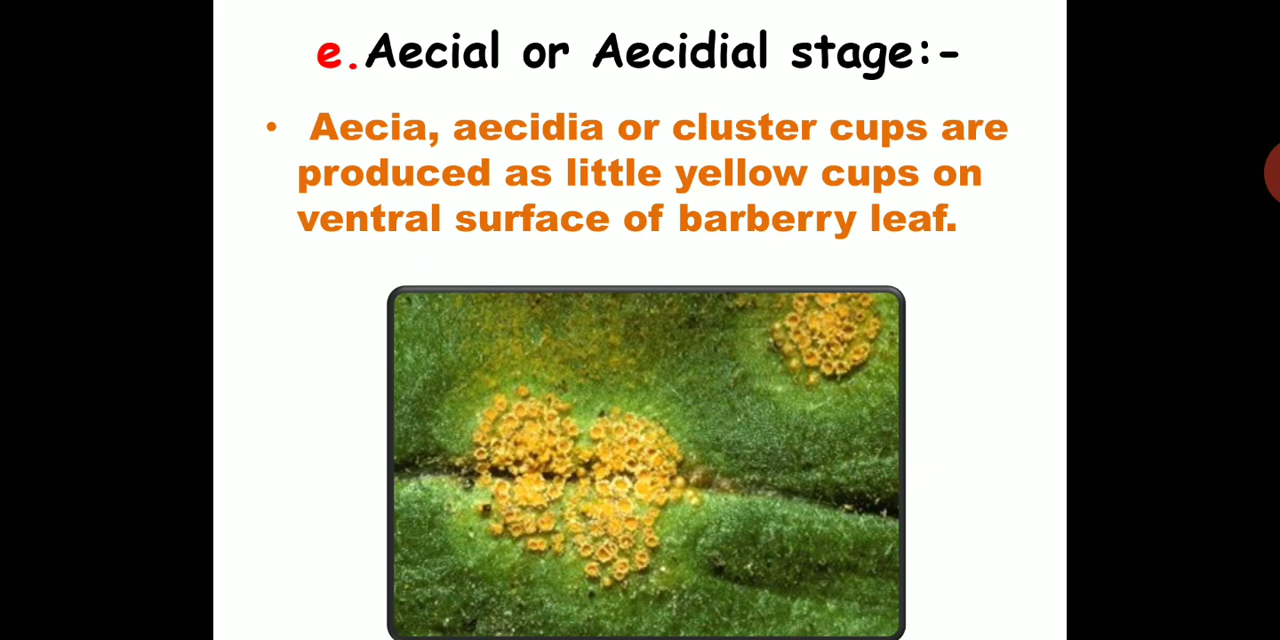 e.Aecial or Aecidial stage:-
• Aecia, aecidia or cluster cups are
produced as little yellow cups on
ventral surface of barberry leaf.